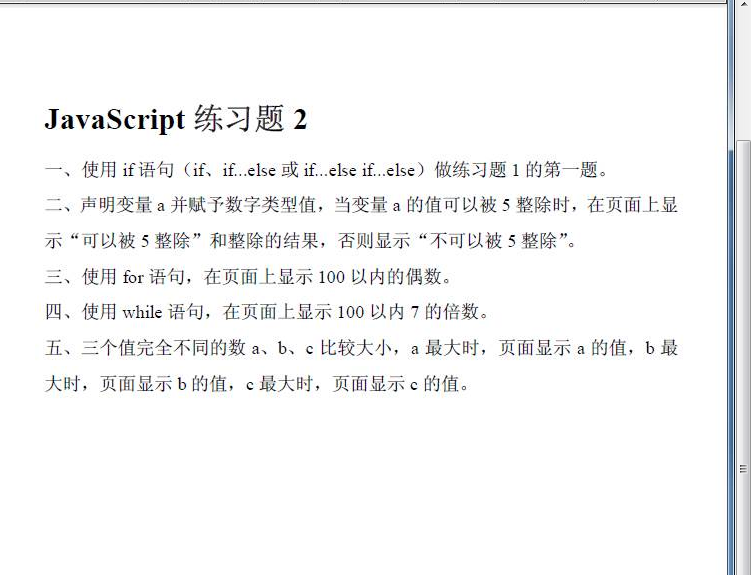 JavaScript 练习题 2
一、使用 if 语句（if、if...else 或 if...else if...else）做练习题 1 的第一题。
二、声明变量 a 并赋予数字类型值，当变量 a 的值可以被 5 整除时，在页面上显
示“可以被 5 整除”和整除的结果，否则显示“不可以被 5 整除”。
三、使用 for 语句，在页面上显示 100 以内的偶数。
四、使用 while 语句，在页面上显示 100 以内 7 的倍数。
五、三个值完全不同的数 a、b、c 比较大小，a 最大时，页面显示 a 的值，b 最
大时，页面显示 b 的值，c 最大时，页面显示 c 的值。